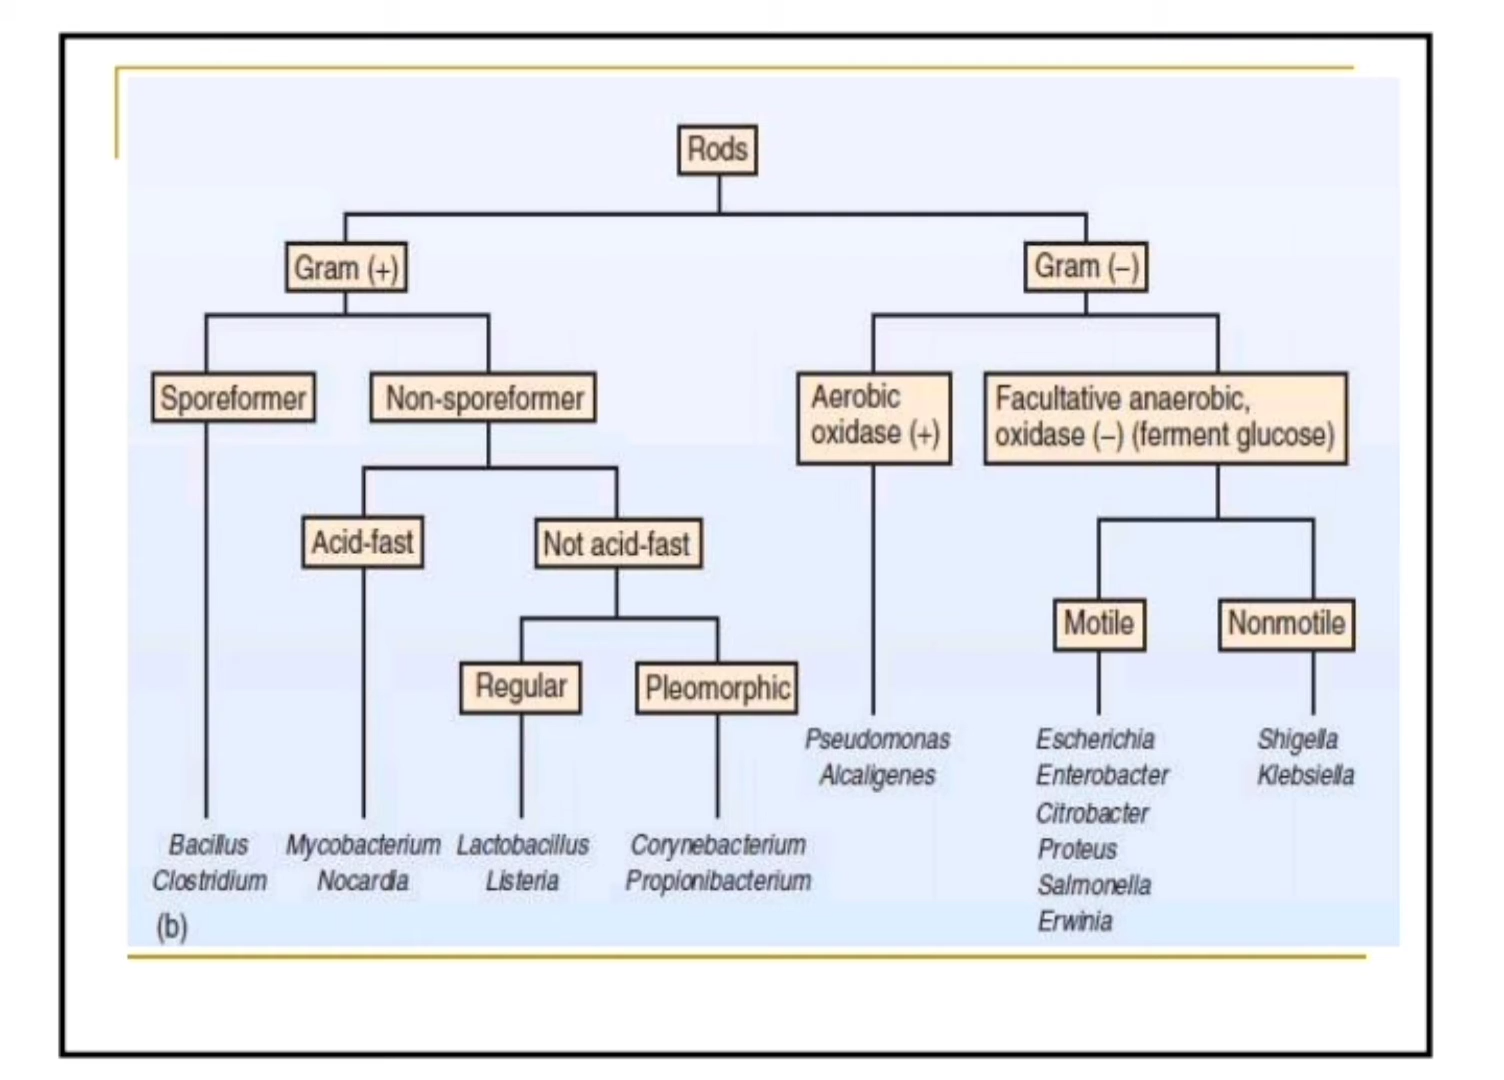 Rods
Gram (+)
Gram (–)
Sporeformer
Non-sporeformer
Aerobic
oxidase (+)
Facultative anaerobic,
oxidase (–) (ferment glucose)
Acid-fast
Not acid-fast
Motile
Nonmotile
Regular
Pleomorphic
Pseudomonas
Alcaligenes
Escherichia
Enterobacter
Citrobacter
Proteus
Salmonella
Erwinia
Shigella
Klebsiella
Bacillus
Clostridium
Mycobacterium
Nocardia
Lactobacillus
Listeria
Corynebacterium
Propionibacterium
(b)